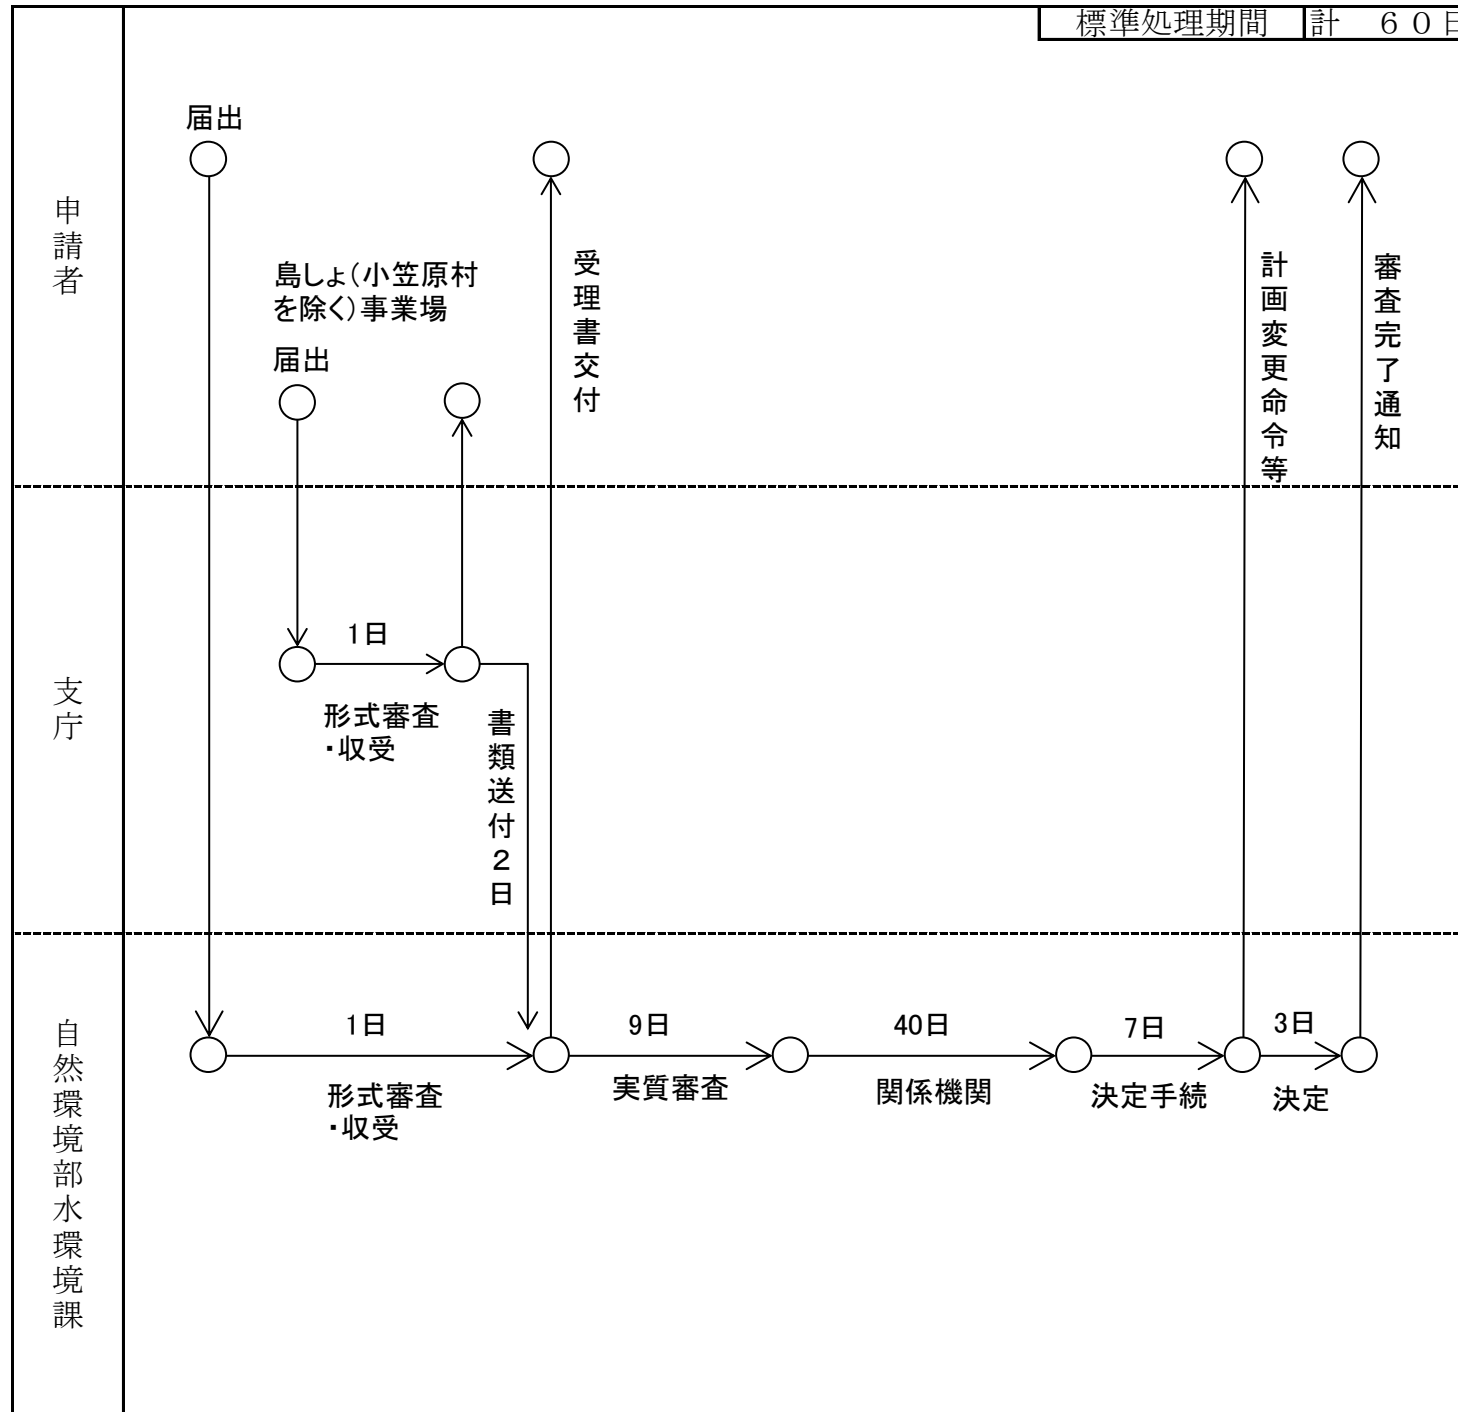 標準処理期間 計 ６０日
届出
申請者
島しょ(小笠原村
を除く)事業場
届出
受理書交付
計画変更命令等
審査完了通知
支庁
1日
形式審査
・収受
書類送付２日
自然環境部水環境課
1日
形式審査
・収受
9日
実質審査
40日
関係機関
7日
決定手続
3日
決定